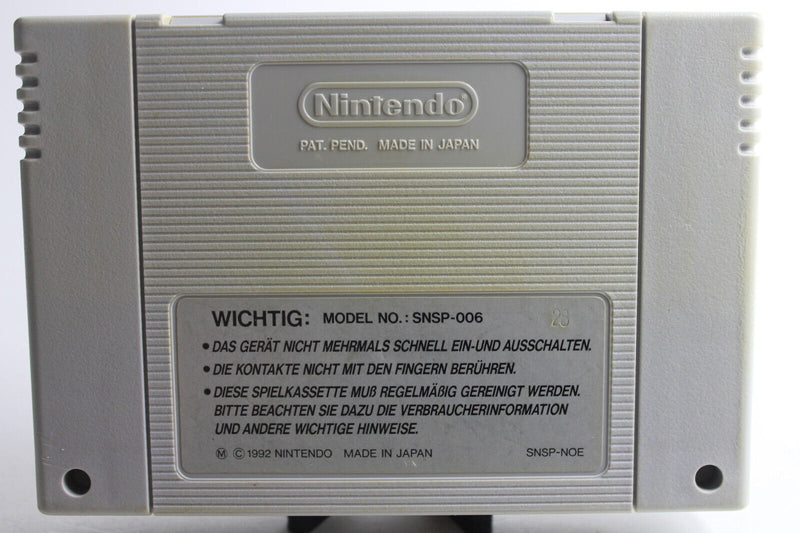 Nintendo®
PAT. PEND. MADE IN JAPAN
WICHTIG: MODEL NO.: SNSP-006 23
• DAS GERÄT NICHT MEHRMALS SCHNELL EIN-UND AUSSCHALTEN.
• DIE KONTAKTE NICHT MIT DEN FINGERN BERÜHREN.
• DIESE SPIELKASSETTE MUß REGELMÄßIG GEREINIGT WERDEN.
BITTE BEACHTEN SIE DAZU DIE VERBRAUCHERINFORMATION
UND ANDERE WICHTIGE HINWEISE.
Ⓜ © 1992 NINTENDO MADE IN JAPAN SNSP-NOE